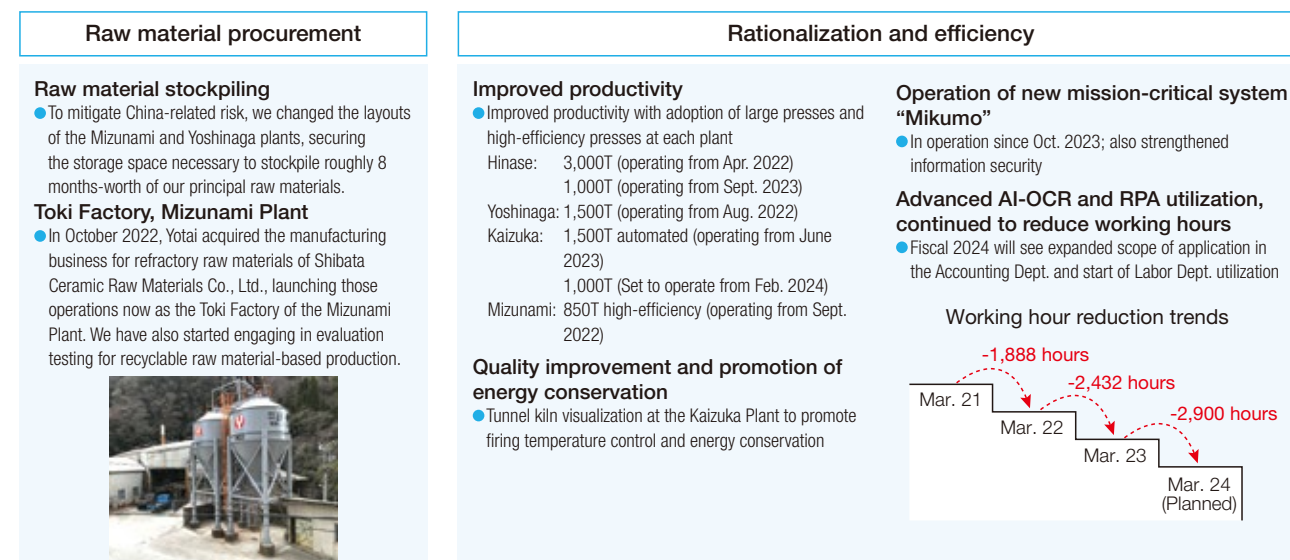 Raw material procurement
Raw material stockpiling
●To mitigate China-related risk, we changed the layouts
of the Mizunami and Yoshinaga plants, securing
the storage space necessary to stockpile roughly 8
months-worth of our principal raw materials.
Toki Factory, Mizunami Plant
●In October 2022, Yotai acquired the manufacturing
business for refractory raw materials of Shibata
Ceramic Raw Materials Co., Ltd., launching those
operations now as the Toki Factory of the Mizunami
Plant. We have also started engaging in evaluation
testing for recyclable raw material-based production.
Rationalization and efficiency
Improved productivity
●Improved productivity with adoption of large presses and
high-efficiency presses at each plant
Hinase: 3,000T (operating from Apr. 2022)
1,000T (operating from Sept. 2023)
Yoshinaga: 1,500T (operating from Aug. 2022)
Kaizuka: 1,500T automated (operating from June
2023)
1,000T (Set to operate from Feb. 2024)
Mizunami: 850T high-efficiency (operating from Sept.
2022)
Quality improvement and promotion of
energy conservation
●Tunnel kiln visualization at the Kaizuka Plant to promote
firing temperature control and energy conservation
Operation of new mission-critical system
“Mikumo”
●In operation since Oct. 2023; also strengthened
information security
Advanced AI-OCR and RPA utilization,
continued to reduce working hours
●Fiscal 2024 will see expanded scope of application in
the Accounting Dept. and start of Labor Dept. utilization
Working hour reduction trends
-1,888 hours
-2,432 hours
-2,900 hours
Mar. 21
Mar. 22
Mar. 23
Mar. 24
(Planned)